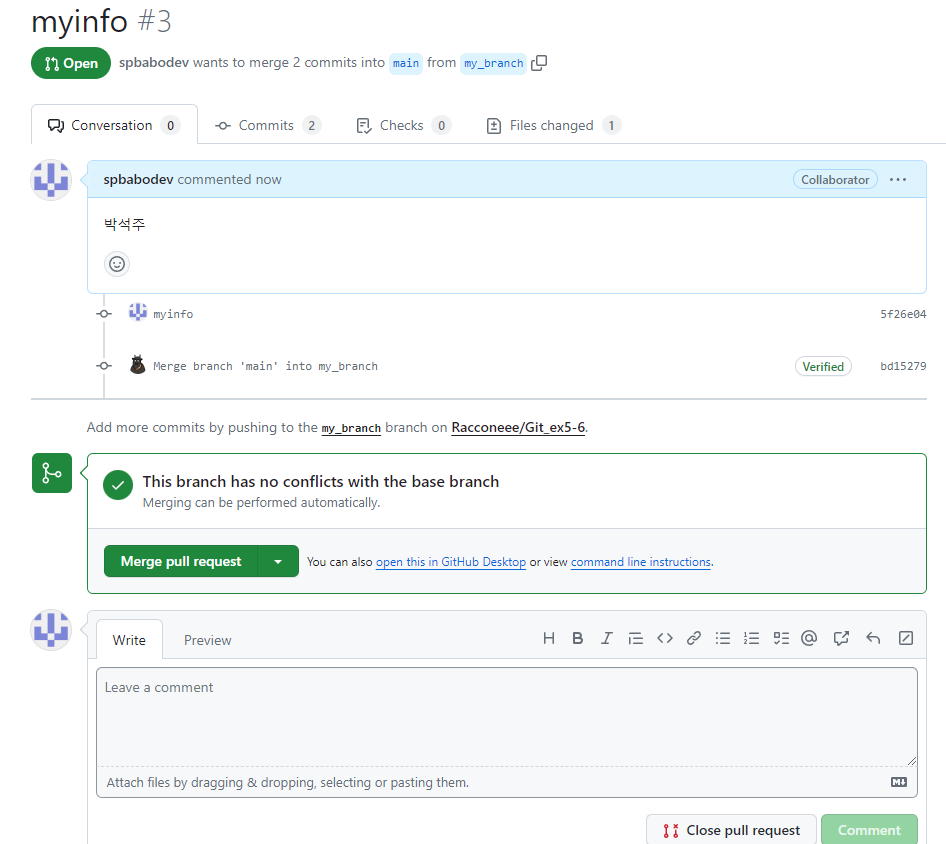 myinfo #3
Open spbabodev wants to merge 2 commits into main from my_branch
Conversation 0 Commits 2 Checks 0 Files changed 1
spbabodev commented now Collaborator
박석주
myinfo 5f26e04
Merge branch 'main' into my_branch Verified bd15279
Add more commits by pushing to the my_branch branch on Racconeee/Git_ex5-6.
This branch has no conflicts with the base branch
Merging can be performed automatically.
Merge pull request You can also open this in GitHub Desktop or view command line instructions.
Write Preview
Leave a comment
Attach files by dragging & dropping, selecting or pasting them.
Close pull request Comment